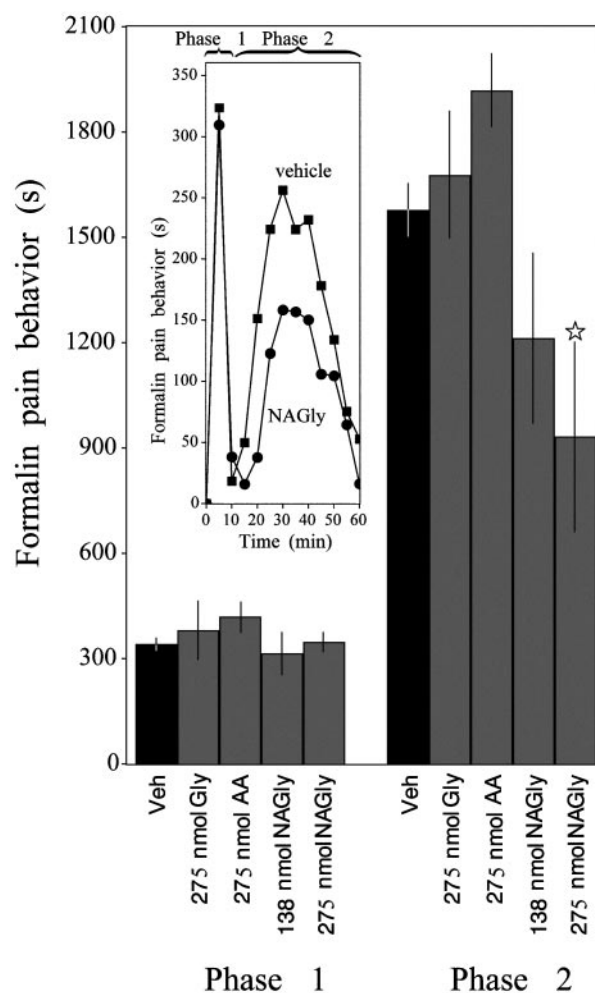 Formalin pain behavior (s)
2100
1800
1500
1200
900
600
300
0
Phase 1 Phase 2
Formalin pain behavior (s)
350
300
250
200
150
100
50
0
vehicle
NAGly
0 10 20 30 40 50 60
Time (min)
Veh
275 nmol Gly
275 nmol AA
138 nmol NAGly
275 nmol NAGly
Veh
275 nmol Gly
275 nmol AA
138 nmol NAGly
275 nmol NAGly
Phase 1 Phase 2